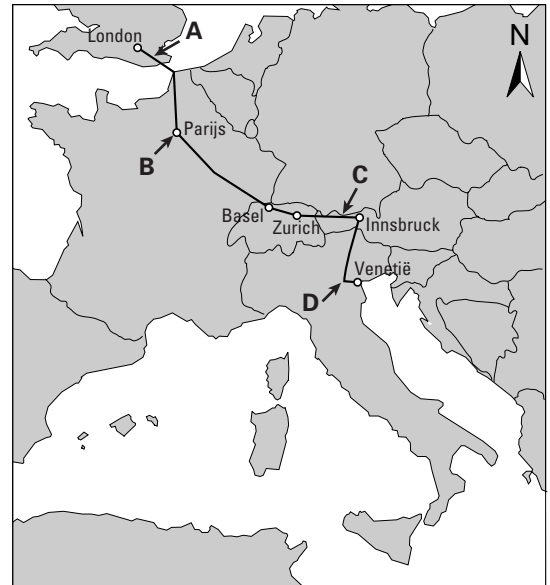 N
London
A
Parijs
B
C
Basel
Zurich
Innsbruck
Venetië
D